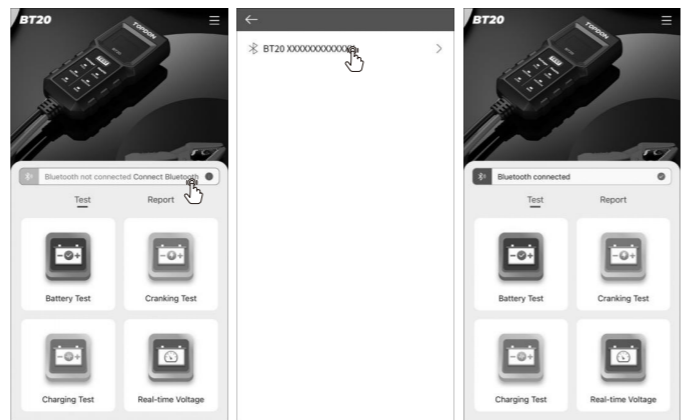 BT20
TOPDON
Bluetooth not connected Connect Bluetooth
Test Report
Battery Test Cranking Test
Charging Test Real-time Voltage
BT20 XXXXXXXXXXXX
BT20
TOPDON
Bluetooth connected
Test Report
Battery Test Cranking Test
Charging Test Real-time Voltage